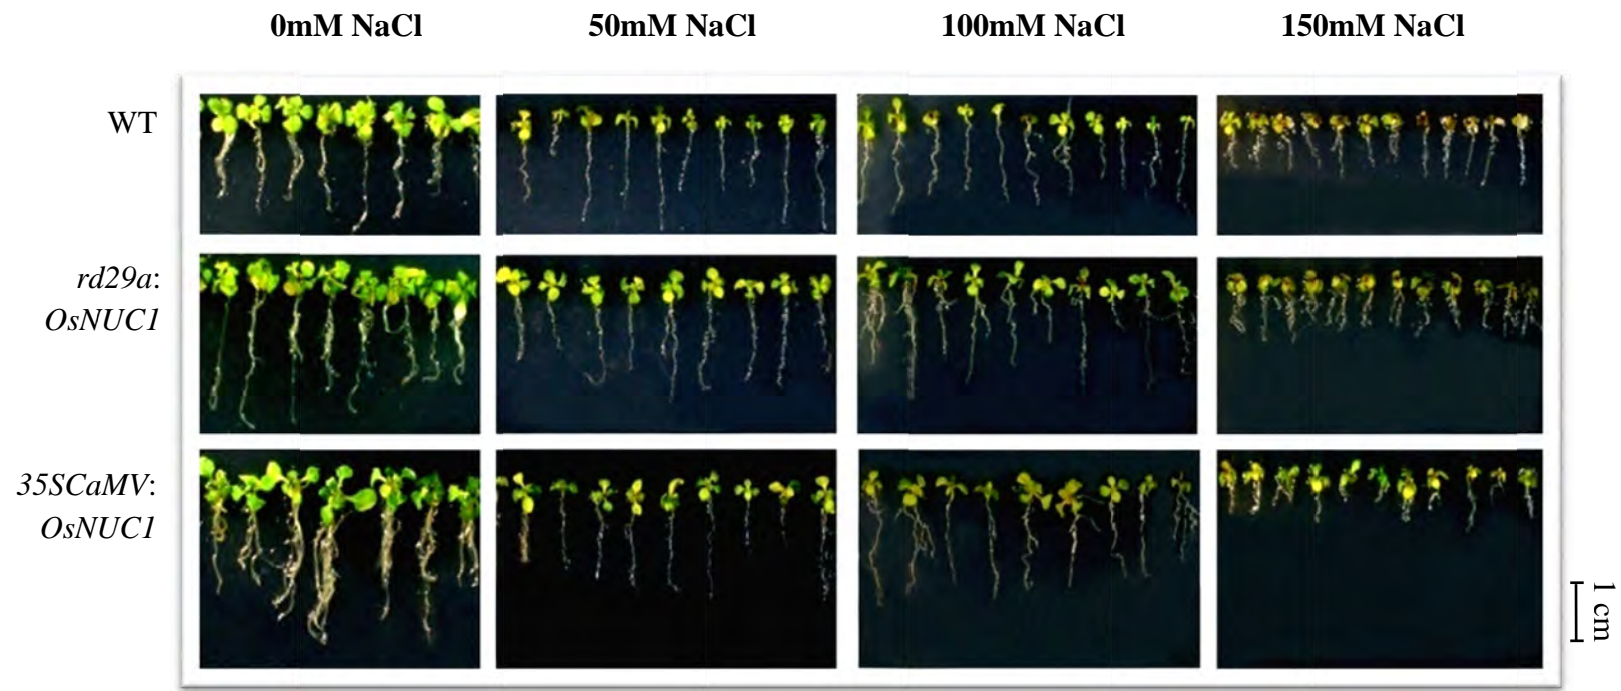 0mM NaCl 50mM NaCl 100mM NaCl 150mM NaCl
WT
rd29a:
OsNUC1
35SCaMV:
OsNUC1
1 cm